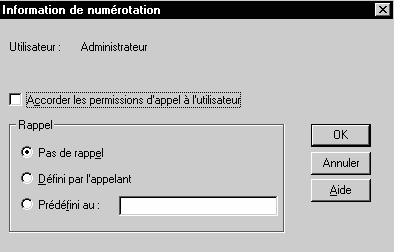 Information de numérotation
Utilisateur : Administrateur
Accorder les permissions d'appel à l'utilisateur
Rappel
Pas de rappel
Défini par l'appelant
Prédéfini au :
OK
Annuler
Aide